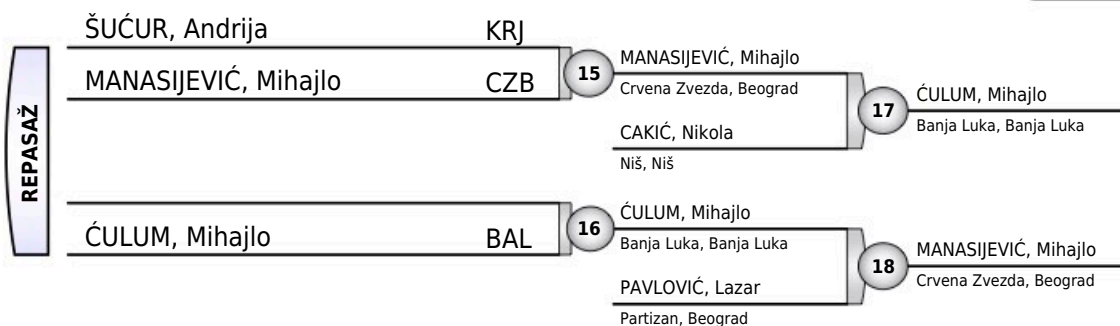 REPASAŽ
ŠUĆUR, Andrija KRJ
MANASIJEVIĆ, Mihajlo CZB
15
MANASIJEVIĆ, Mihajlo
Crvena Zvezda, Beograd
CAKIĆ, Nikola
Niš, Niš
17
ĆULUM, Mihajlo
Banja Luka, Banja Luka
ĆULUM, Mihajlo BAL
16
ĆULUM, Mihajlo
Banja Luka, Banja Luka
PAVLOVIĆ, Lazar
Partizan, Beograd
18
MANASIJEVIĆ, Mihajlo
Crvena Zvezda, Beograd